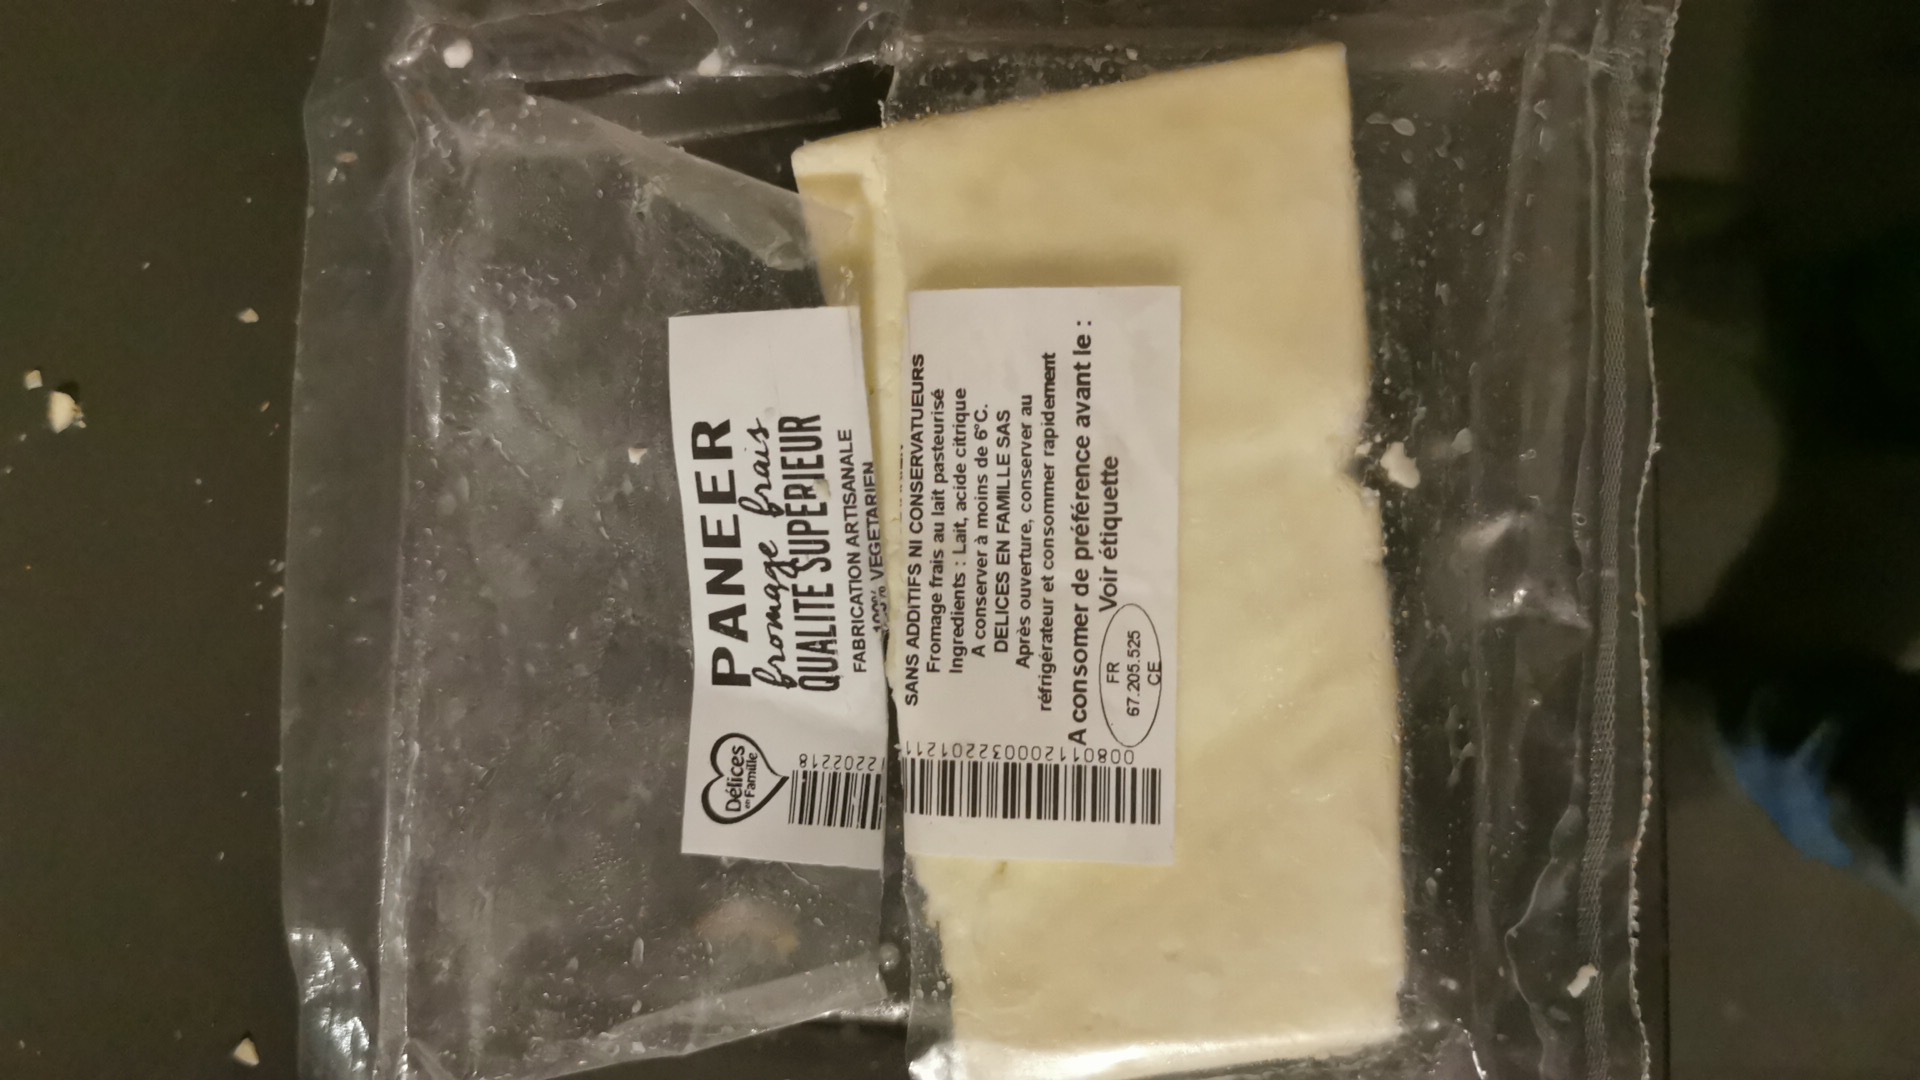 PANEER
fromage frais
QUALITE SUPERIEUR
FABRICATION ARTISANALE
100% VEGETARIEN
SANS ADDITIFS NI CONSERVATUEURS
Fromage frais au lait pasteurisé
Ingredients : Lait, acide citrique
A conserver à moins de 6°C.
DELICES EN FAMILLE SAS
Après ouverture, conserver au
réfrigérateur et consommer rapidement
A consomer de préférence avant le :
Voir étiquette
FR
67.205.525
CE
Délices
en Famille